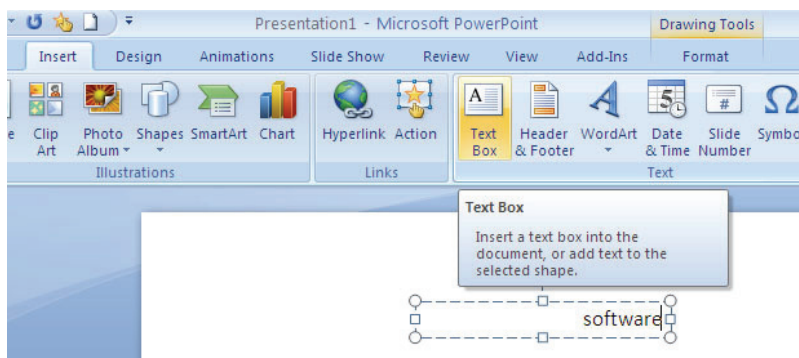 Presentation1 - Microsoft PowerPoint
Drawing Tools
Insert Design Animations Slide Show Review View Add-Ins Format
Clip Art
Photo Album
Shapes
SmartArt
Chart
Hyperlink
Action
Text Box
Header & Footer
WordArt
Date & Time
Slide Number
Illustrations
Links
Text
Text Box
Insert a text box into the
document, or add text to the
selected shape.
software